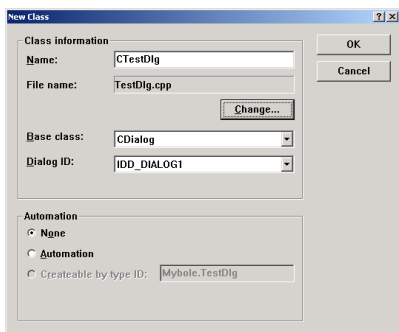 New Class
Class information
Name: CTestDlg
File name: TestDlg.cpp
Change...
Base class: CDialog
Dialog ID: IDD_DIALOG1
Automation
None
Automation
Createable by type ID: Mybole.TestDlg
OK
Cancel